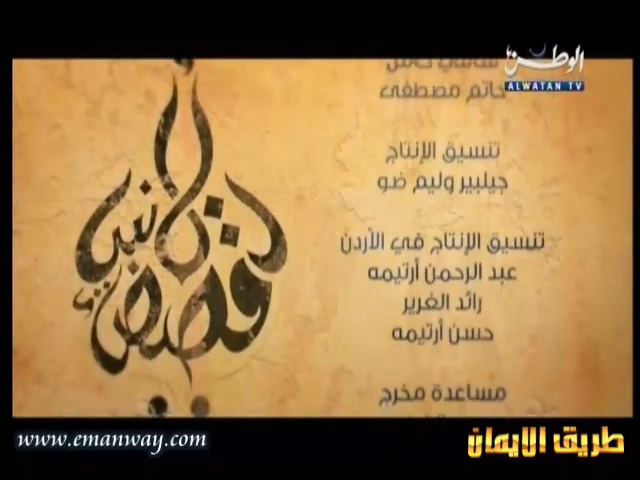 الوطن
ALWATAN TV
حاتم مصطفى
تنسيق الإنتاج
جيلبير وليم ضو
تنسيق الإنتاج في الأردن
عبد الرحمن أرتيمه
رائد الغرير
حسن أرتيمه
مساعدة مخرج
قصص الأنبياء
www.emanway.com
طريق الايمان